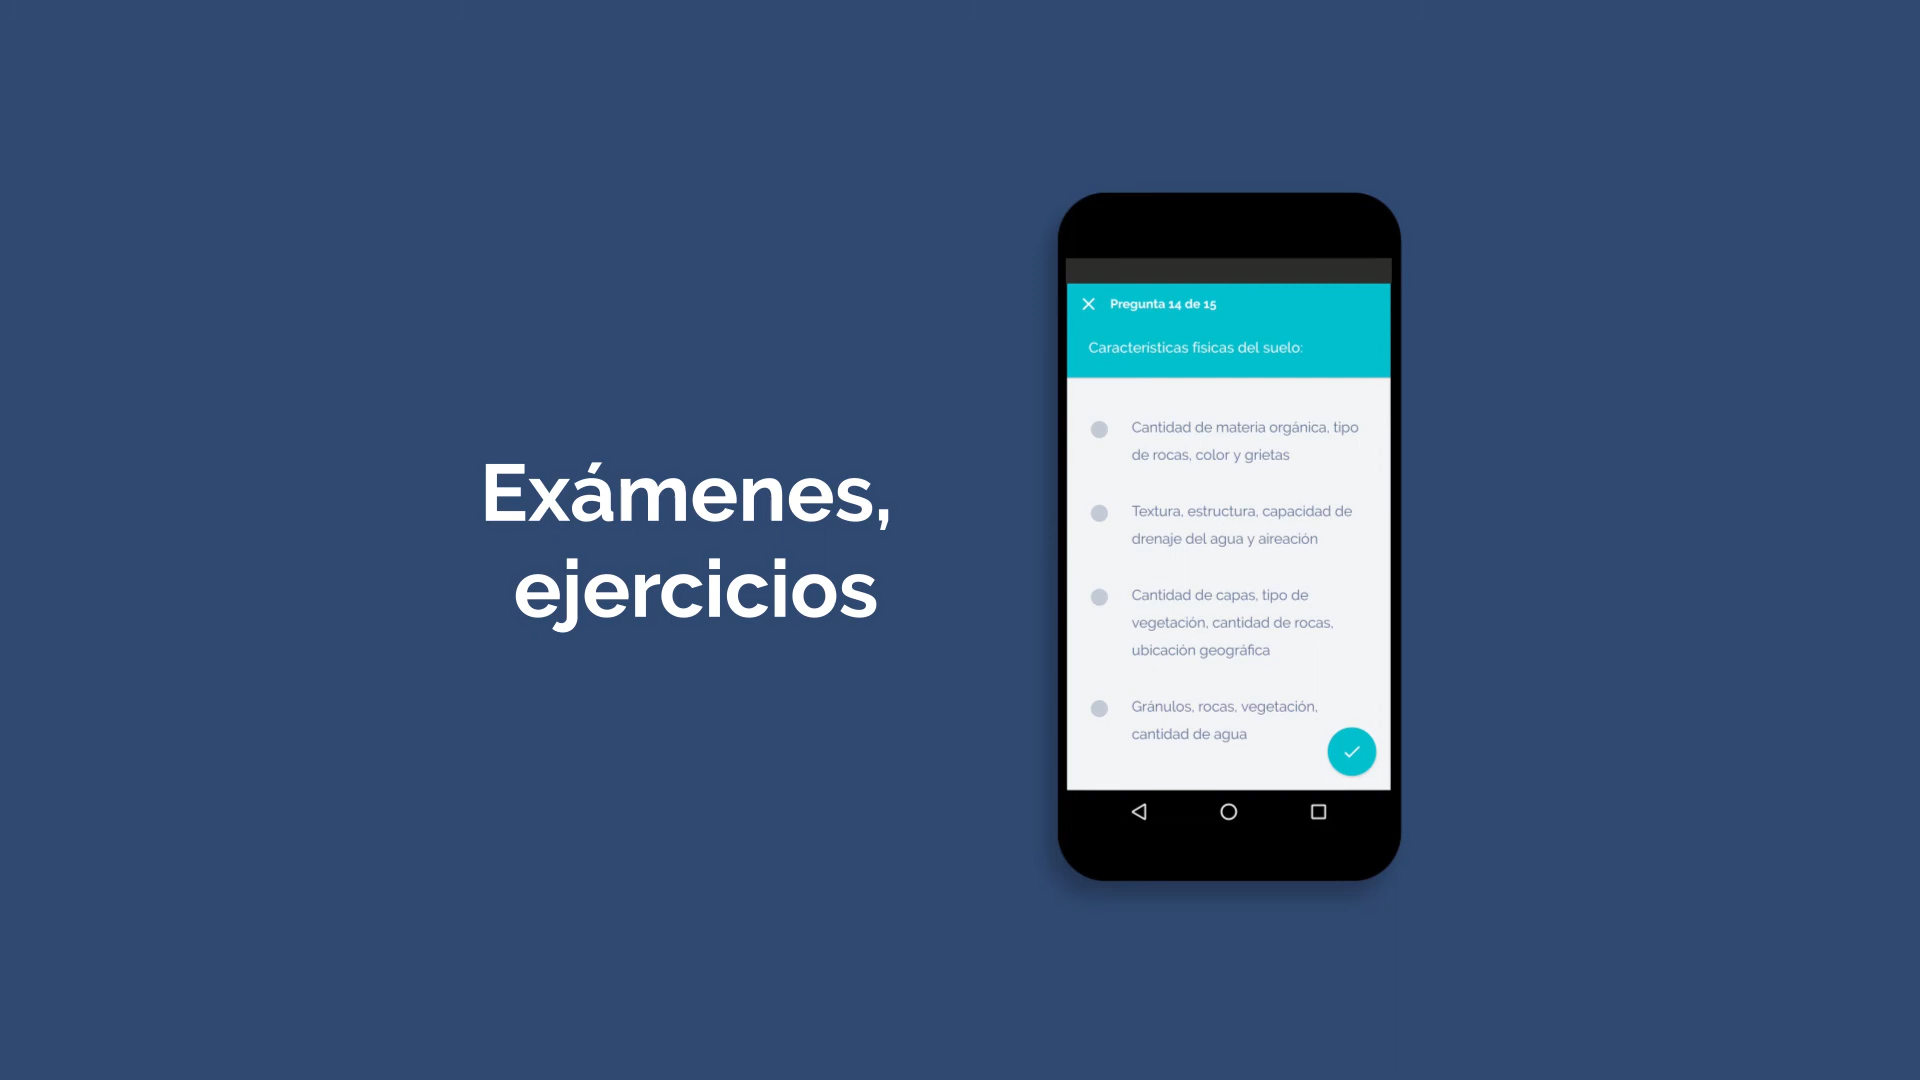 Exámenes,
ejercicios
Pregunta 14 de 15
Características fisicas del suelo:
Cantidad de materia orgánica, tipo
de rocas, color y grietas
Textura, estructura, capacidad de
drenaje del agua y aireación
Cantidad de capas, tipo de
vegetación, cantidad de rocas,
ubicación geográfica
Gránulos, rocas, vegetación,
cantidad de agua